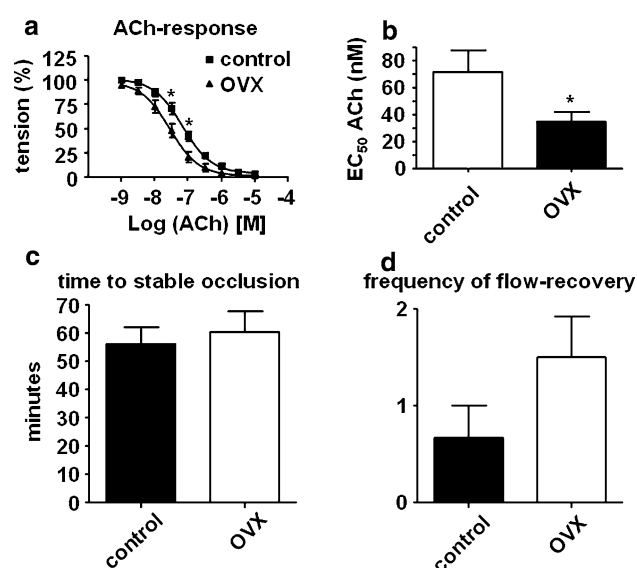 a
ACh-response
tension (%)
125
100
75
50
25
0
control
OVX
*
*
-9 -8 -7 -6 -5 -4
Log (ACh) [M]
b
EC50 ACh (nM)
80
60
40
20
0
*
control
OVX
c
time to stable occlusion
minutes
70
60
50
40
30
20
10
0
control
OVX
d
frequency of flow-recovery
2
1
0
control
OVX